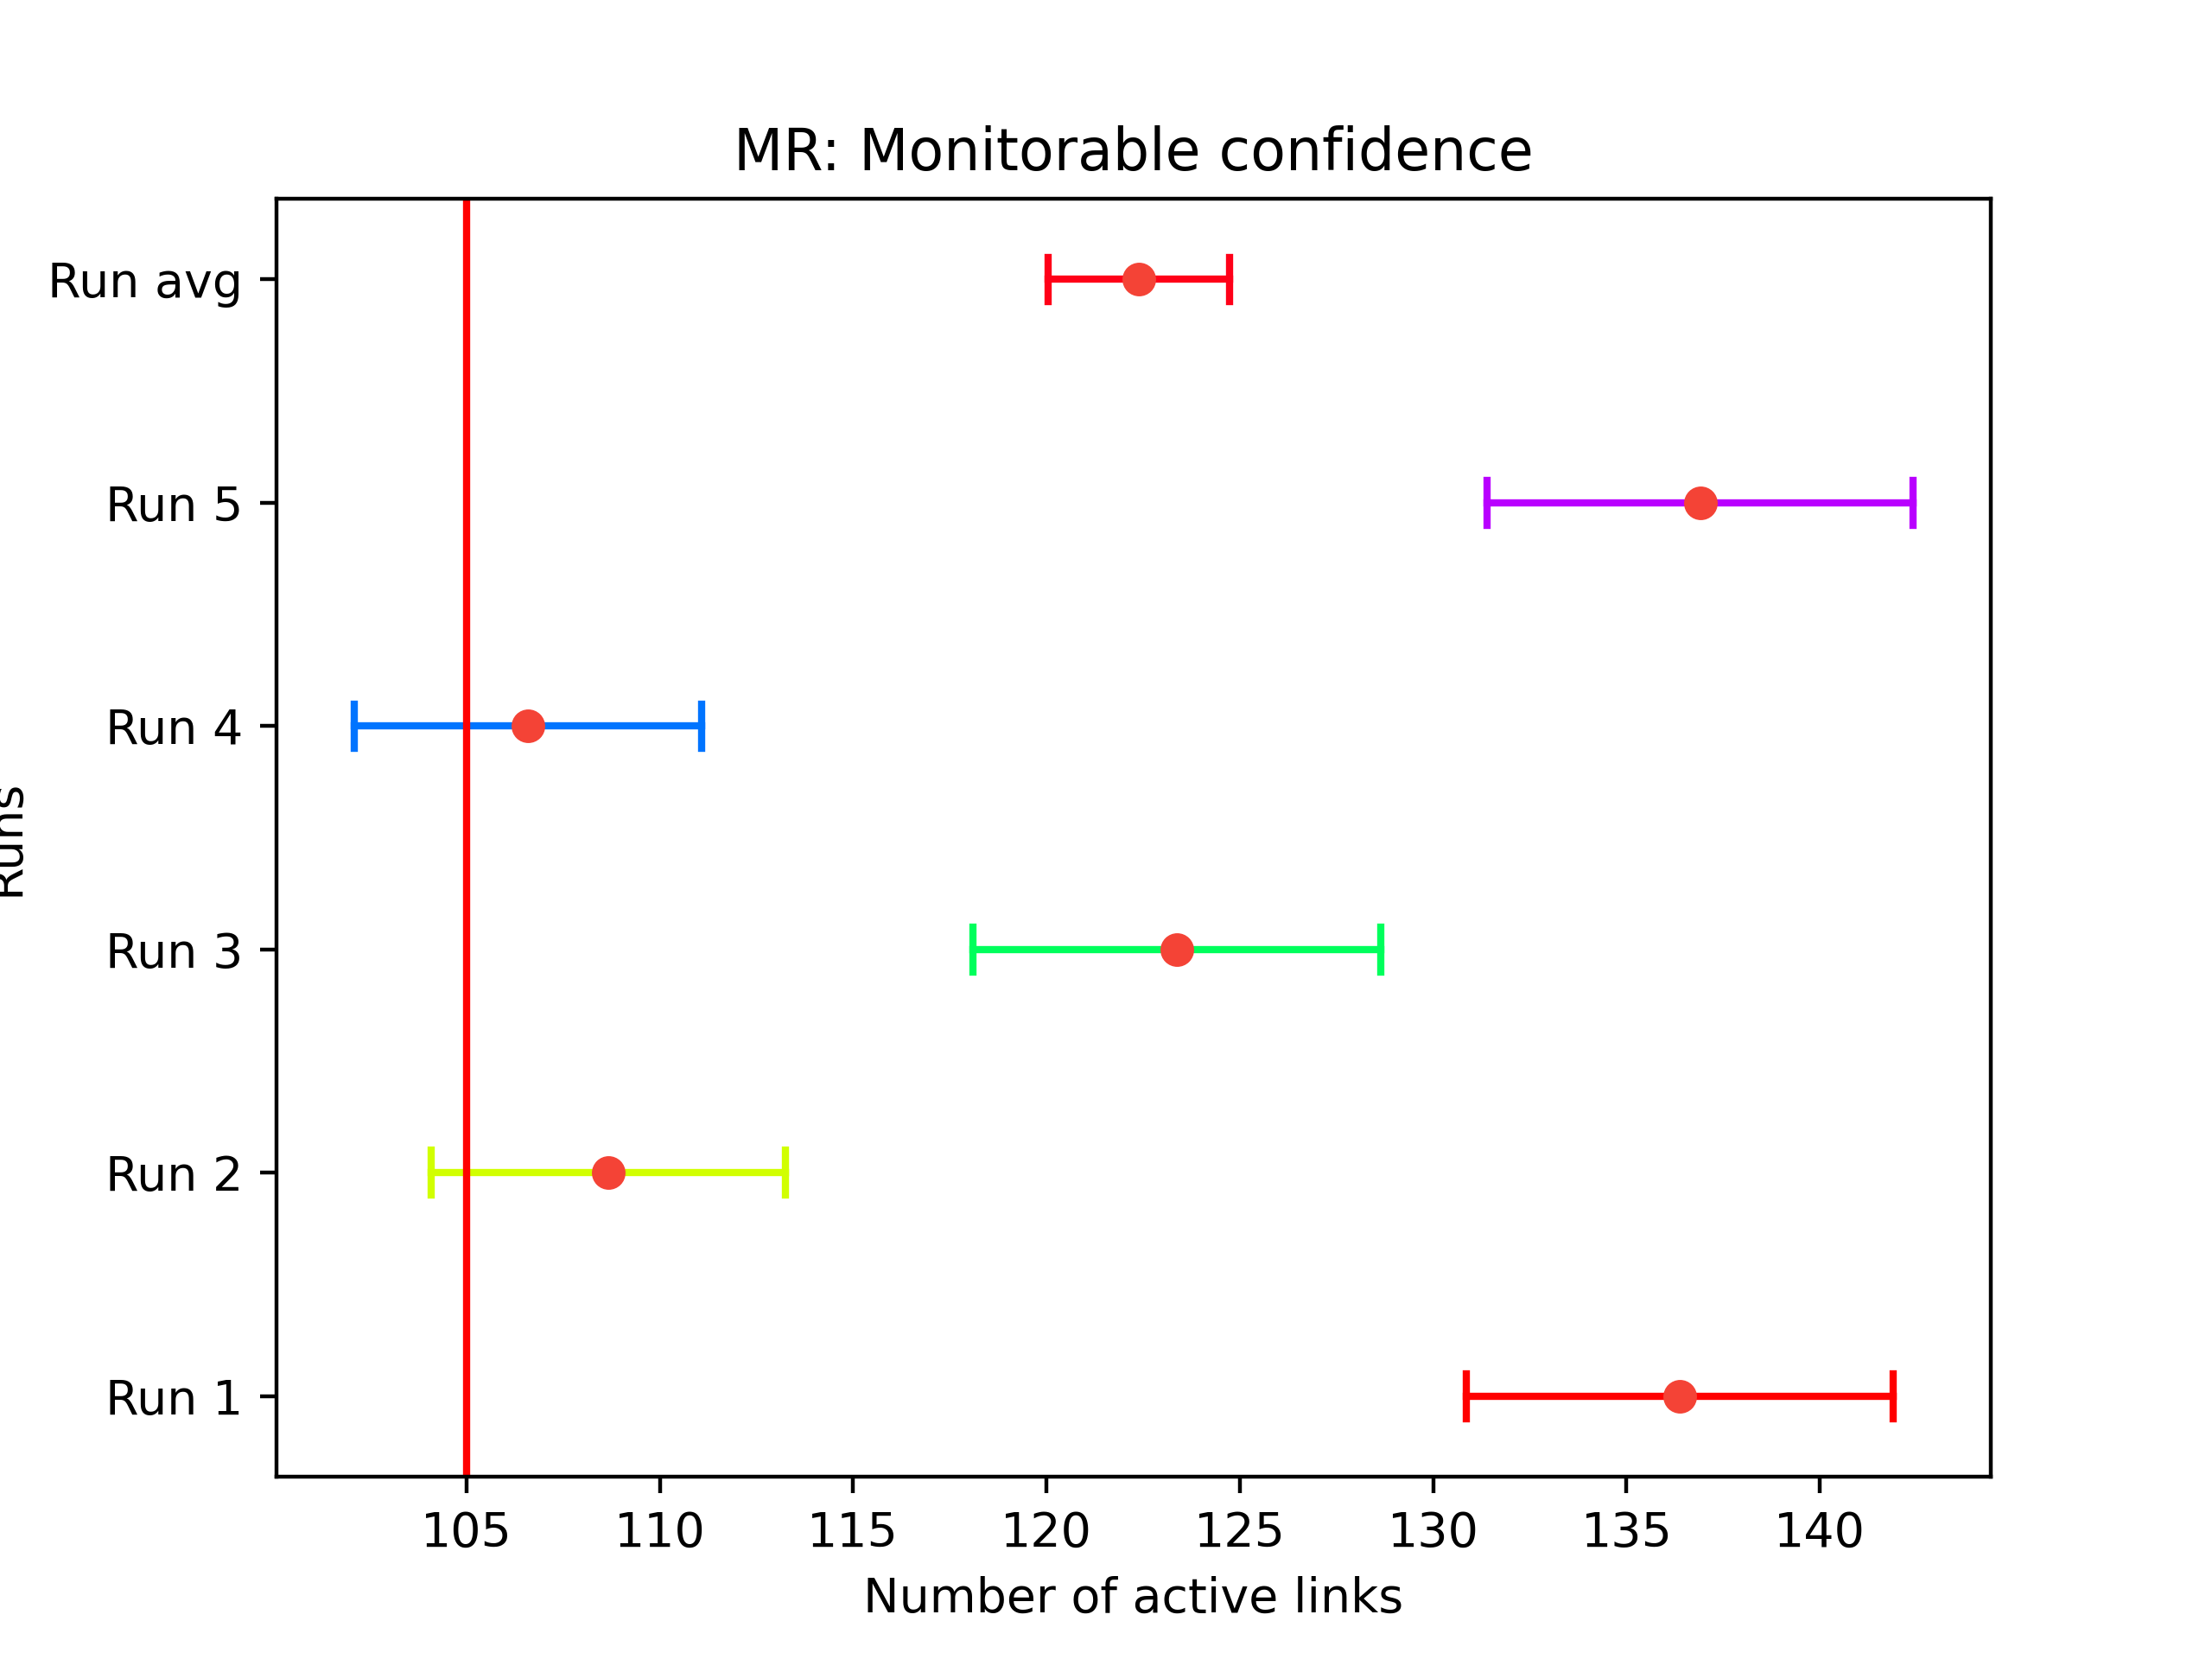 MR: Monitorable confidence
Run avg
Run 5
Run 4
Runs
Run 3
Run 2
Run 1
105 110 115 120 125 130 135 140
Number of active links